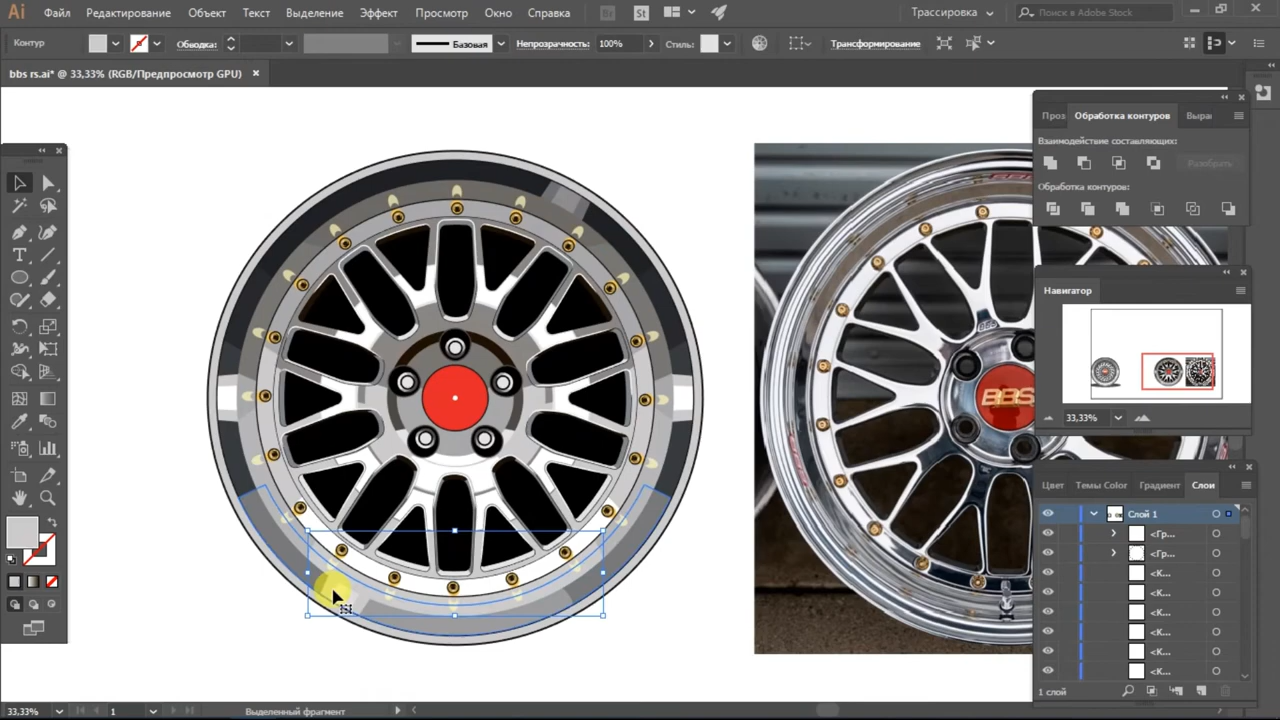 Ai Файл Редактирование Объект Текст Выделение Эффект Просмотр Окно Справка Br St Трассировка Поиск в Adobe Stock
Контур Обводка: Базовая Непрозрачность: 100% Стиль: Трансформирование
bbs rs.ai* @ 33,33% (RGB/Предпросмотр GPU)
Проз Обработка контуров Выра
Взаимодействие составляющих:
Разобрать
Обработка контуров:
Навигатор
33,33%
BBS
Цвет Темы Color Градиент Слои
Слой 1
<Гр...
<Гр...
<К...
<К...
<К...
<К...
<К...
<К...
1 слой
33,33% 1 Выделенный фрагмент